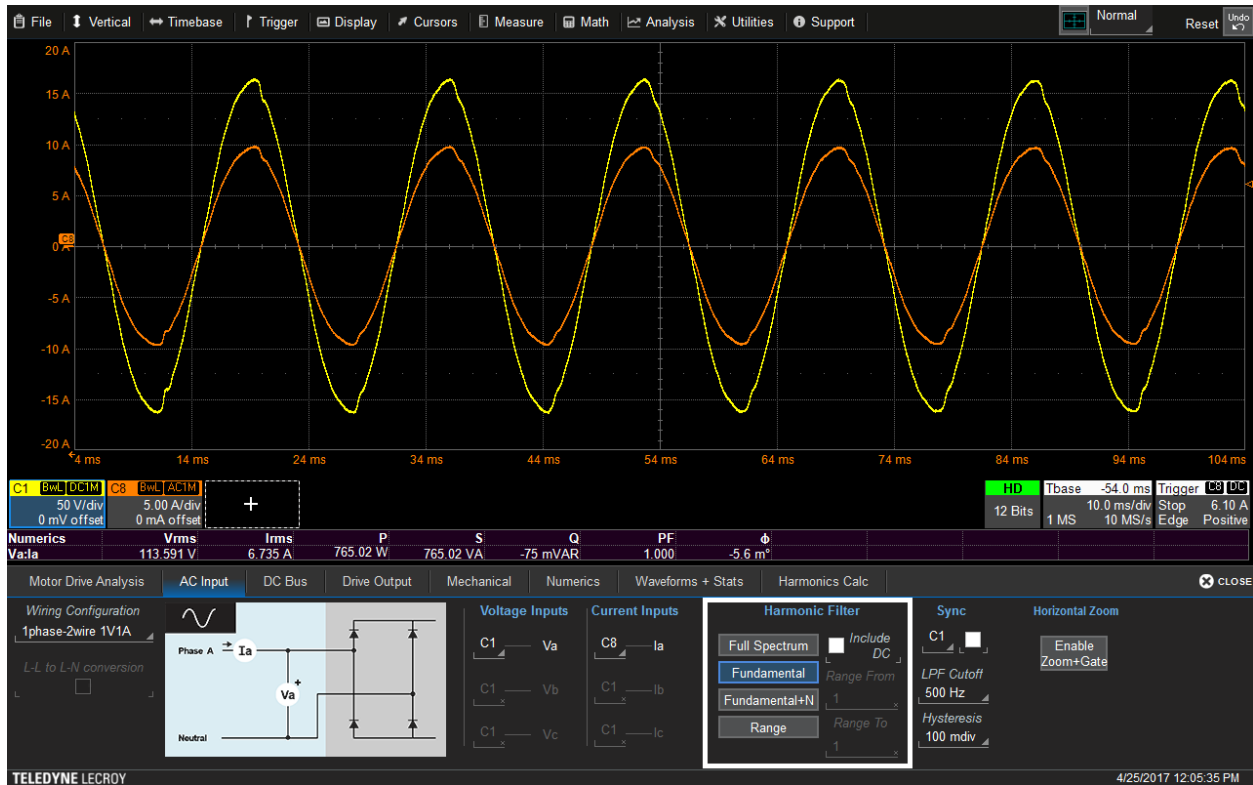 File Vertical Timebase Trigger Display Cursors Measure Math Analysis Utilities Support Normal Reset Undo
20 A
15 A
10 A
5 A
C8
0 A
-5 A
-10 A
-15 A
-20 A
4 ms 14 ms 24 ms 34 ms 44 ms 54 ms 64 ms 74 ms 84 ms 94 ms 104 ms
C1 BwL DC1M
50 V/div
0 mV offset
C8 BwL AC1M
5.00 A/div
0 mA offset
+
HD
12 Bits
Tbase -54.0 ms
10.0 ms/div
1 MS 10 MS/s
Trigger C8 DC
Stop 6.10 A
Edge Positive
Numerics Vrms Irms P S Q PF ϕ
Va:Ia 113.591 V 6.735 A 765.02 W 765.02 VA -75 mVAR 1.000 -5.6 m°
Motor Drive Analysis AC Input DC Bus Drive Output Mechanical Numerics Waveforms + Stats Harmonics Calc CLOSE
Wiring Configuration
1phase-2wire 1V1A
L-L to L-N conversion
Phase A Ia
Va +
Neutral
Voltage Inputs
C1 Va
C1 Vb
C1 Vc
Current Inputs
C8 Ia
C1 Ib
C1 Ic
Harmonic Filter
Full Spectrum
Fundamental
Fundamental+N
Range
Include DC
Range From
1
Range To
1
Sync
C1
LPF Cutoff
500 Hz
Hysteresis
100 mdiv
Horizontal Zoom
Enable
Zoom+Gate
TELEDYNE LECROY
4/25/2017 12:05:35 PM